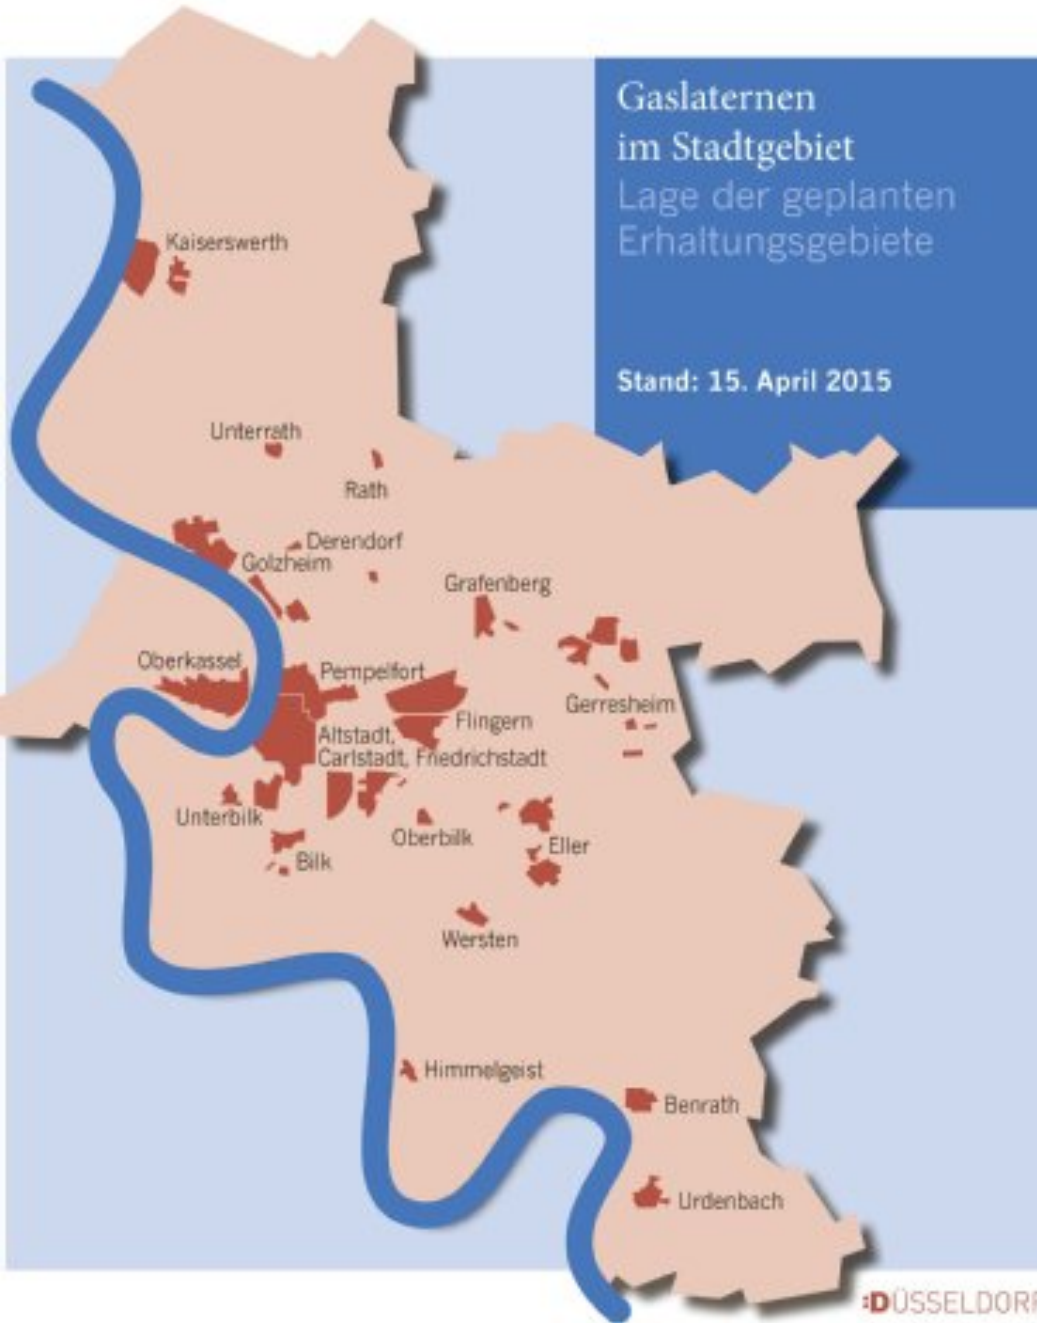 Gaslaternen
im Stadtgebiet
Lage der geplanten
Erhaltungsgebiete
Stand: 15. April 2015
Kaiserswerth
Unterrath
Rath
Derendorf
Golzheim
Grafenberg
Oberkassel
Pempelfort
Gerresheim
Flingern
Altstadt,
Carlstadt, Friedrichstadt
Unterbilk
Oberbilk
Eller
Bilk
Wersten
Himmelgeist
Benrath
Urdenbach
:DÜSSELDORF